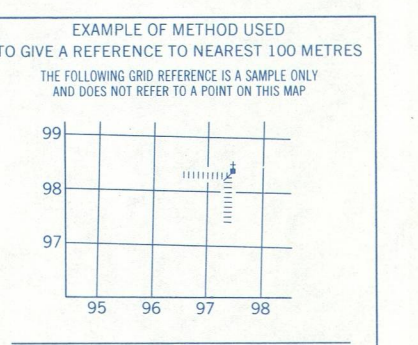 EXAMPLE OF METHOD USED
TO GIVE A REFERENCE TO NEAREST 100 METRES
THE FOLLOWING GRID REFERENCE IS A SAMPLE ONLY
AND DOES NOT REFER TO A POINT ON THIS MAP
99
98
97
95 96 97 98